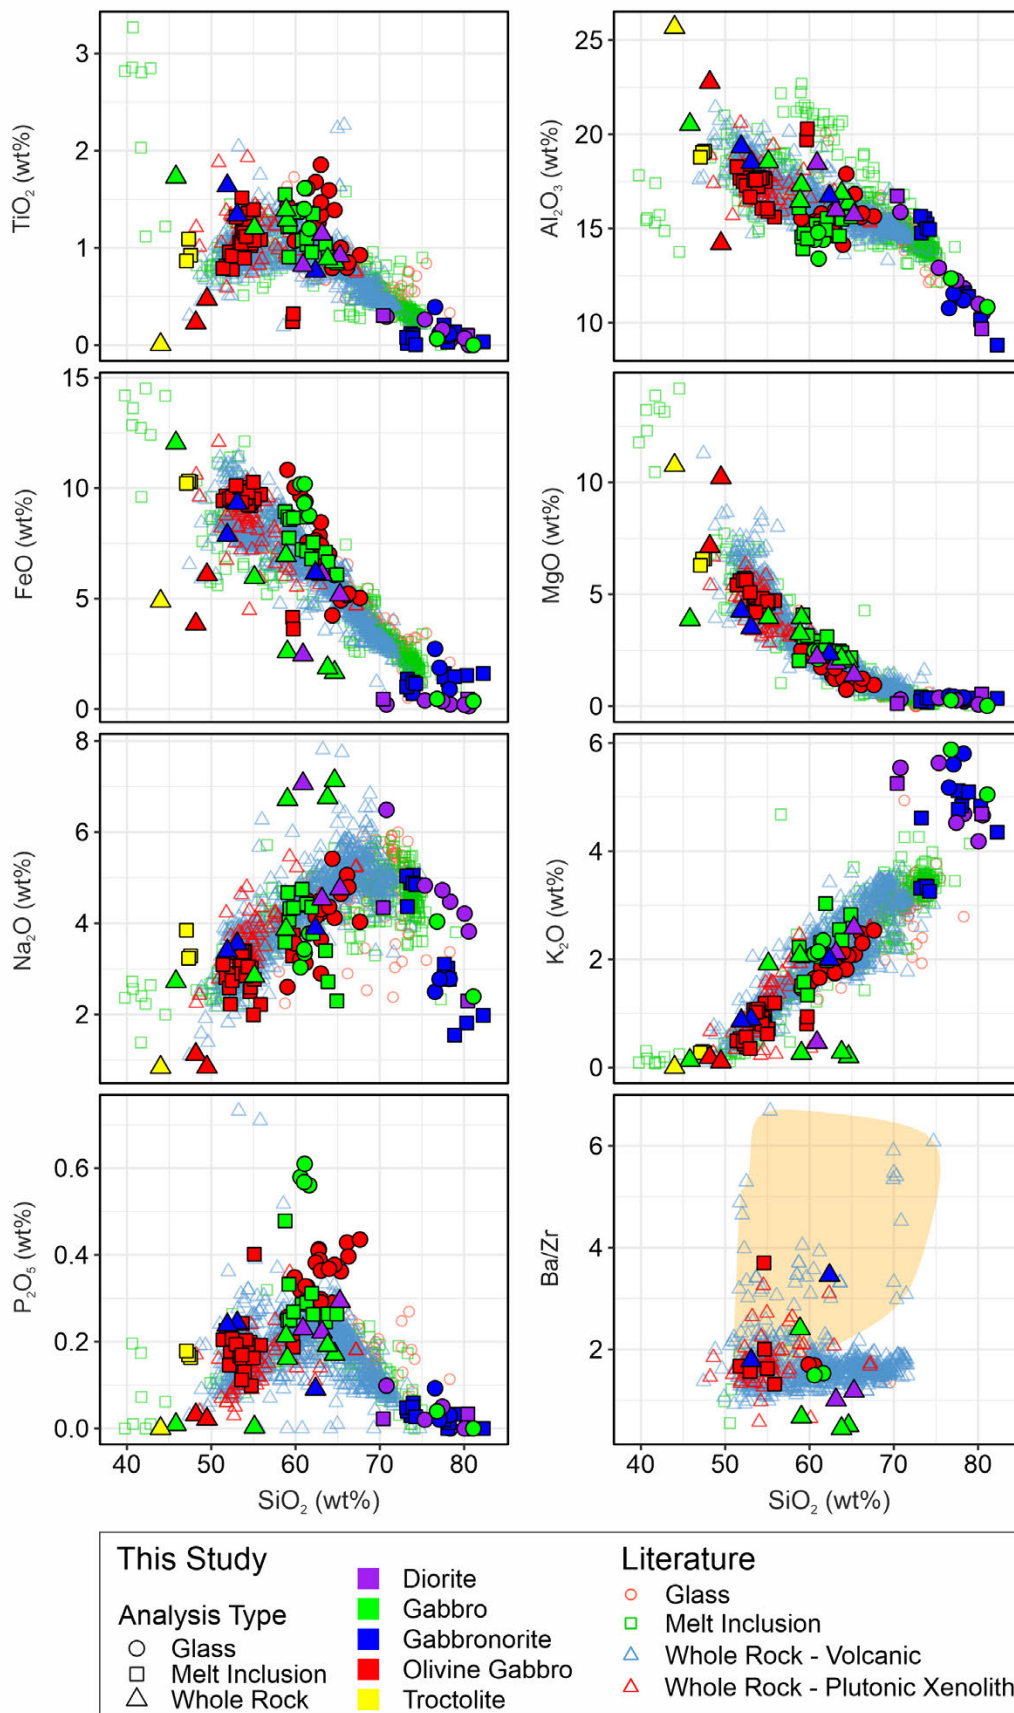 TiO₂ (wt%)
3
2
1
0
Al₂O₃ (wt%)
25
20
15
10
FeO (wt%)
15
10
5
0
MgO (wt%)
10
5
0
Na₂O (wt%)
8
6
4
2
K₂O (wt%)
6
4
2
0
P₂O₅ (wt%)
0.6
0.4
0.2
0.0
40 50 60 70 80
SiO₂ (wt%)
Ba/Zr
6
4
2
40 50 60 70 80
SiO₂ (wt%)
This Study
Analysis Type
Glass
Melt Inclusion
Whole Rock
Diorite
Gabbro
Gabbronorite
Olivine Gabbro
Troctolite
Literature
Glass
Melt Inclusion
Whole Rock - Volcanic
Whole Rock - Plutonic Xenolith